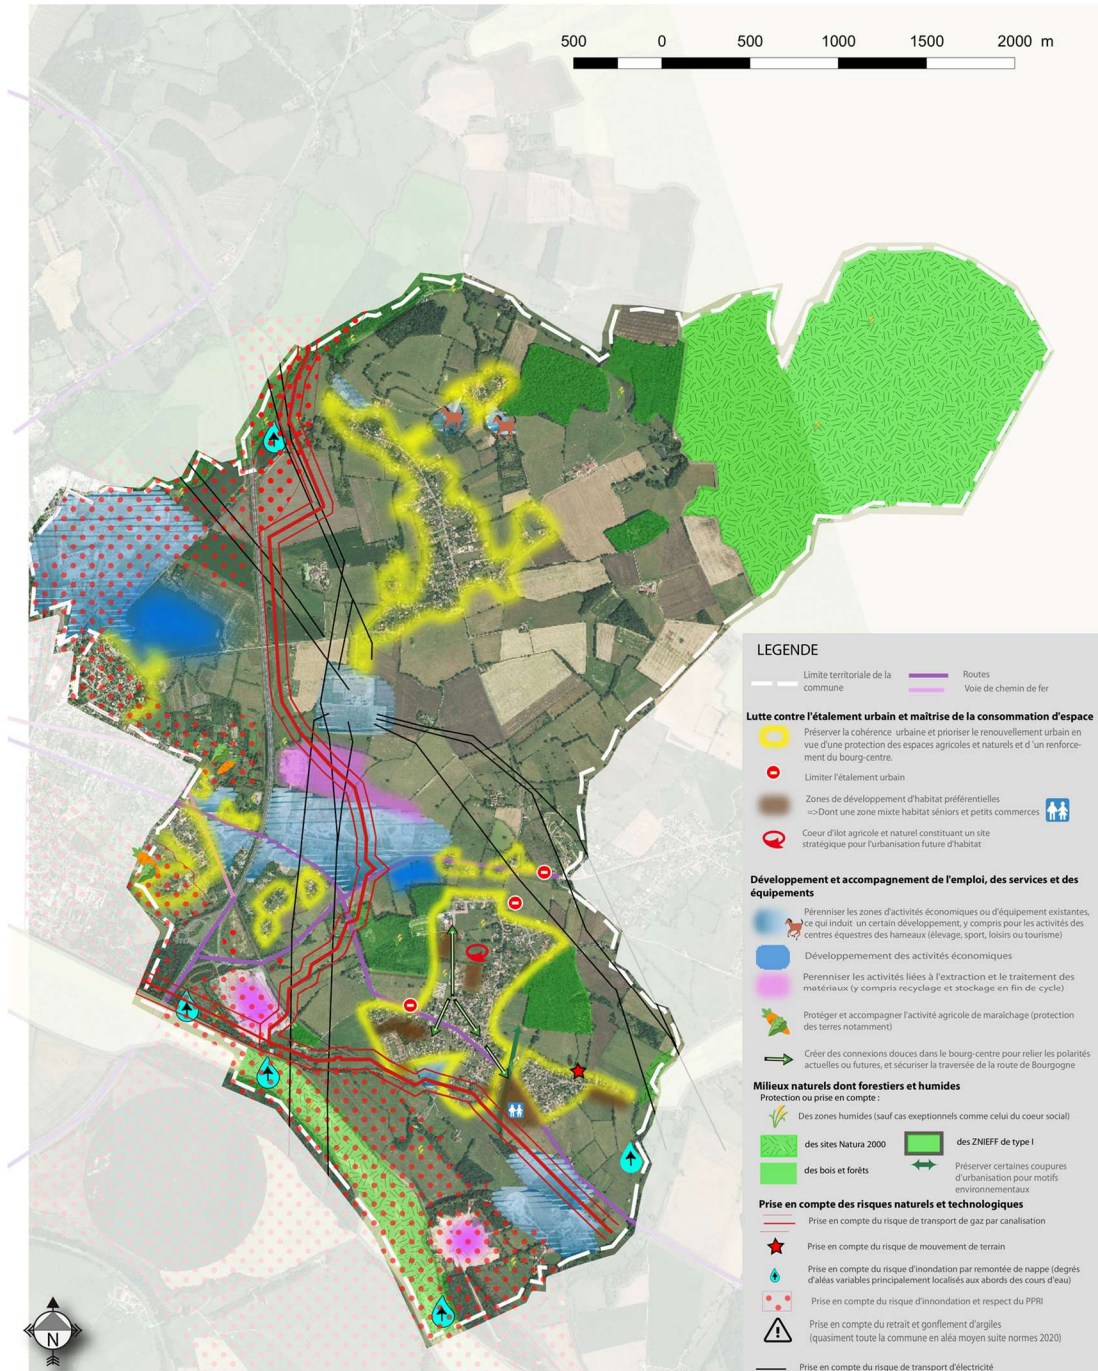 500 0 500 1000 1500 2000 m
LEGENDE
Limite territoriale de la
commune
Routes
Voie de chemin de fer
Lutte contre l'étalement urbain et maîtrise de la consommation d'espace
Préserver la cohérence urbaine et prioriser le renouvellement urbain en
vue d'une protection des espaces agricoles et naturels et d 'un renforce-
ment du bourg-centre.
Limiter l'étalement urbain
Zones de développement d'habitat préférentielles
=>Dont une zone mixte habitat séniors et petits commerces
Coeur d'ilot agricole et naturel constituant un site
stratégique pour l'urbanisation future d'habitat
Développement et accompagnement de l'emploi, des services et des
équipements
Pérenniser les zones d'activités économiques ou d'équipement existantes,
ce qui induit un certain développement, y compris pour les activités des
centres équestres des hameaux (élevage, sport, loisirs ou tourisme)
Développemement des activités économiques
Perenniser les activités liées à l'extraction et le traitement des
matériaux (y compris recyclage et stockage en fin de cycle)
Protéger et accompagner l'activité agricole de maraîchage (protection
des terres notamment)
Créer des connexions douces dans le bourg-centre pour relier les polarités
actuelles ou futures, et sécuriser la traversée de la route de Bourgogne
Milieux naturels dont forestiers et humides
Protection ou prise en compte :
Des zones humides (sauf cas exeptionnels comme celui du coeur social)
des sites Natura 2000
des ZNIEFF de type I
des bois et forêts
Préserver certaines coupures
d'urbanisation pour motifs
environnementaux
Prise en compte des risques naturels et technologiques
Prise en compte du risque de transport de gaz par canalisation
Prise en compte du risque de mouvement de terrain
Prise en compte du risque d'inondation par remontée de nappe (degrés
d'aléas variables principalement localisés aux abords des cours d'eau)
Prise en compte du risque d'innondation et respect du PPRI
Prise en compte du retrait et gonflement d'argiles
(quasiment toute la commune en aléa moyen suite normes 2020)
Prise en compte du risque de transport d'électricité
N